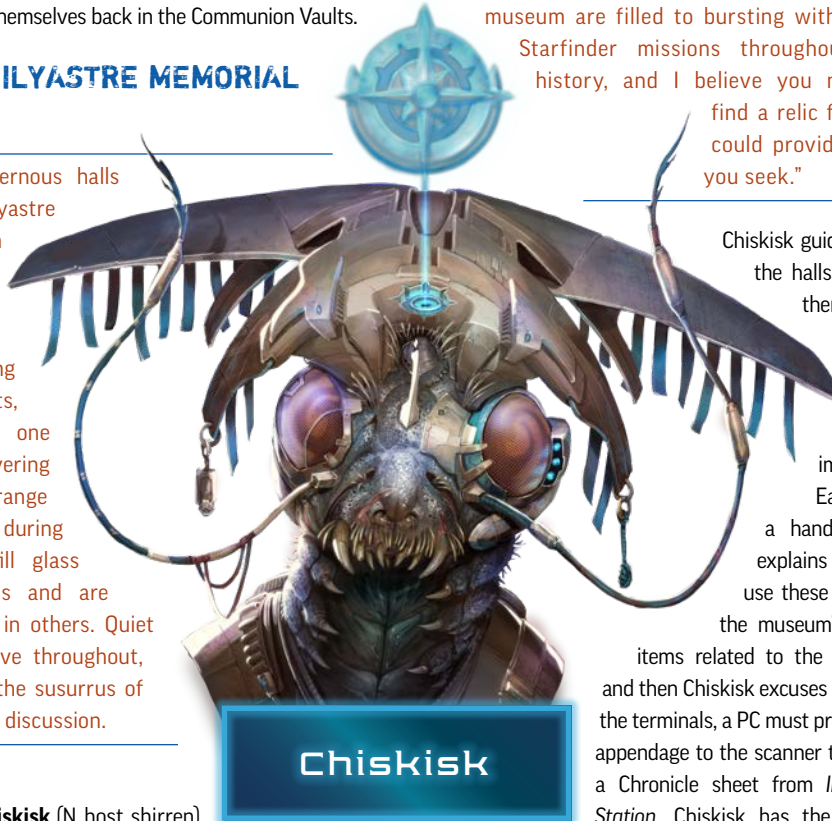 hemselves back in the Communion Vaults.
ILYASTRE MEMORIAL
ernous halls
yastre
ng
ts,
one
vering
range
during
ill glass
s and are
in others. Quiet
ve throughout,
the susurrus of
discussion.
iskisk (N host shirren)
Chiskisk
museum are filled to bursting with
Starfinder missions throughou
history, and I believe you m
find a relic f
could provid
you seek.”
Chiskisk guid
the halls
ther
im
Ea
a hand
explains
use these
the museum’
items related to the
and then Chiskisk excuses
the terminals, a PC must pr
appendage to the scanner t
a Chronicle sheet from I
Station. Chiskisk has the